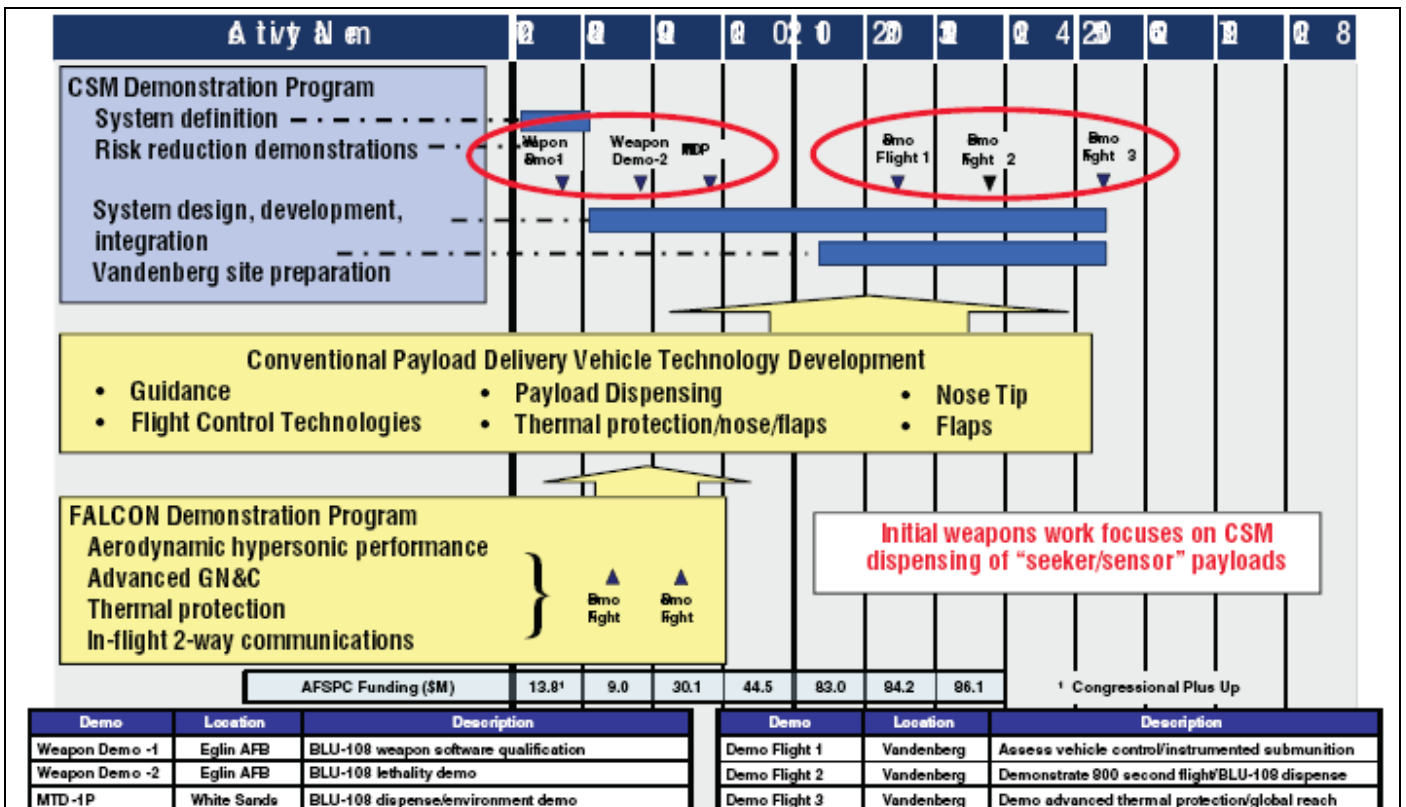 CSM Demonstration Program
System definition
Risk reduction demonstrations
Weapon
Demo-2
Flight 1
2
3
System design, development,
integration
Vandenberg site preparation
Conventional Payload Delivery Vehicle Technology Development
• Guidance • Payload Dispensing • Nose Tip
• Flight Control Technologies • Thermal protection/nose/flaps • Flaps
FALCON Demonstration Program
Aerodynamic hypersonic performance
Advanced GN&C
Thermal protection
In-flight 2-way communications
Initial weapons work focuses on CSM
dispensing of “seeker/sensor” payloads
AFSPC Funding ($M) 13.8¹ 9.0 30.1 44.5 83.0 84.2 86.1 ¹ Congressional Plus Up
Demo Location Description
Weapon Demo -1 Eglin AFB BLU-108 weapon software qualification
Weapon Demo -2 Eglin AFB BLU-108 lethality demo
MTD-1P White Sands BLU-108 dispense/environment demo
Demo Location Description
Demo Flight 1 Vandenberg Assess vehicle control/instrumented submunition
Demo Flight 2 Vandenberg Demonstrate 800 second flight/BLU-108 dispense
Demo Flight 3 Vandenberg Demo advanced thermal protection/global reach